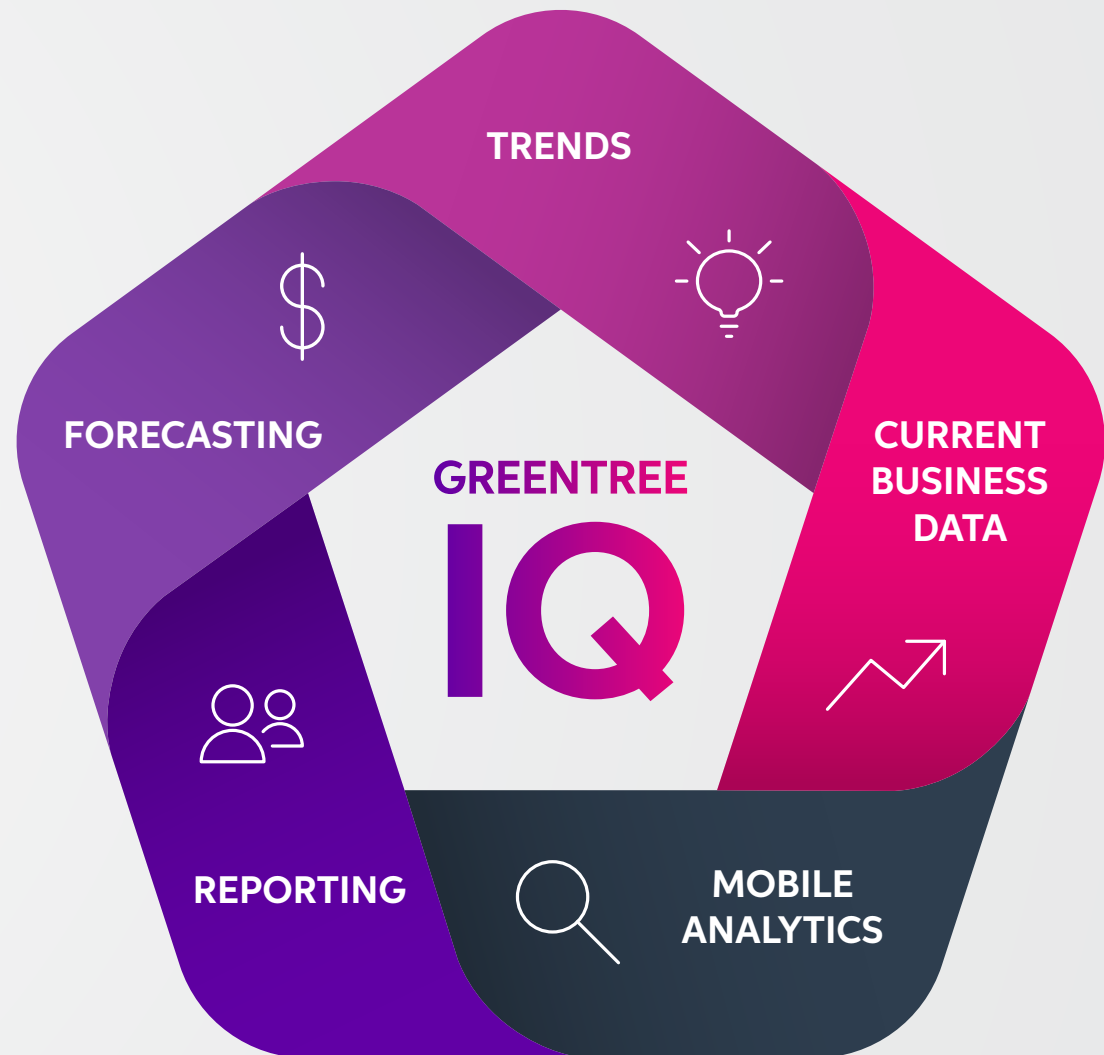 TRENDS
FORECASTING
CURRENT
BUSINESS
DATA
GREENTREE
IQ
REPORTING
MOBILE
ANALYTICS